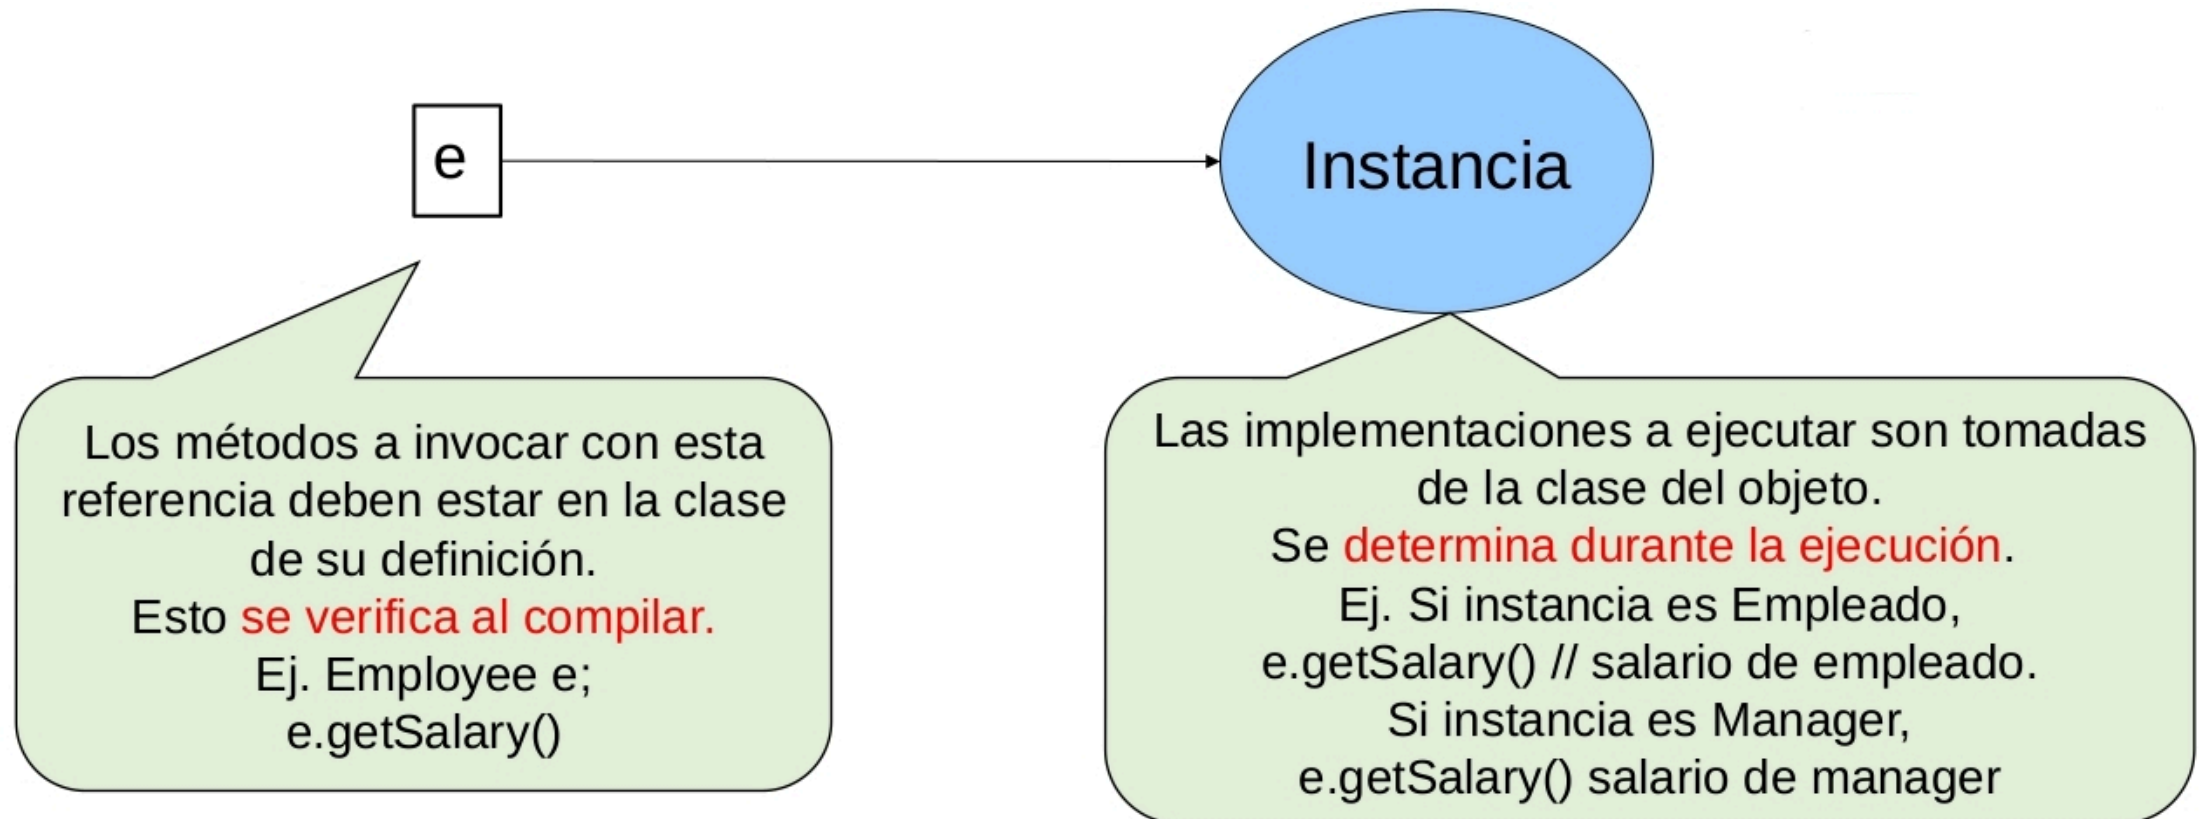 e
Instancia
Los métodos a invocar con esta
referencia deben estar en la clase
de su definición.
Esto se verifica al compilar.
Ej. Employee e;
e.getSalary()
Las implementaciones a ejecutar son tomadas
de la clase del objeto.
Se determina durante la ejecución.
Ej. Si instancia es Empleado,
e.getSalary() // salario de empleado.
Si instancia es Manager,
e.getSalary() salario de manager